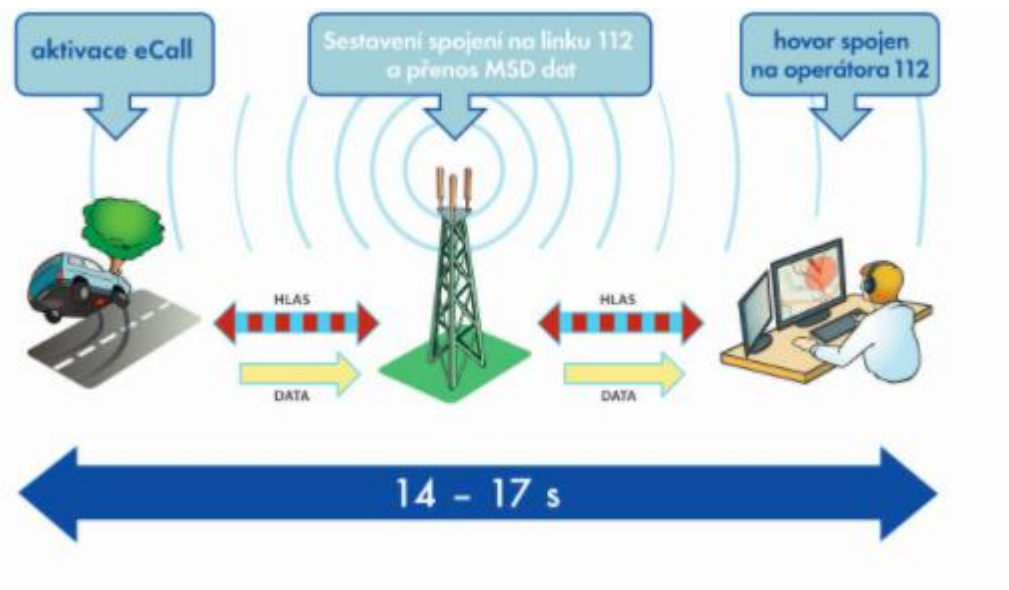 aktivace eCall
Sestavení spojení na linku 112
a přenos MSD dat
hovor spojen
na operátora 112
HLAS
HLAS
DATA
DATA
14 – 17 s